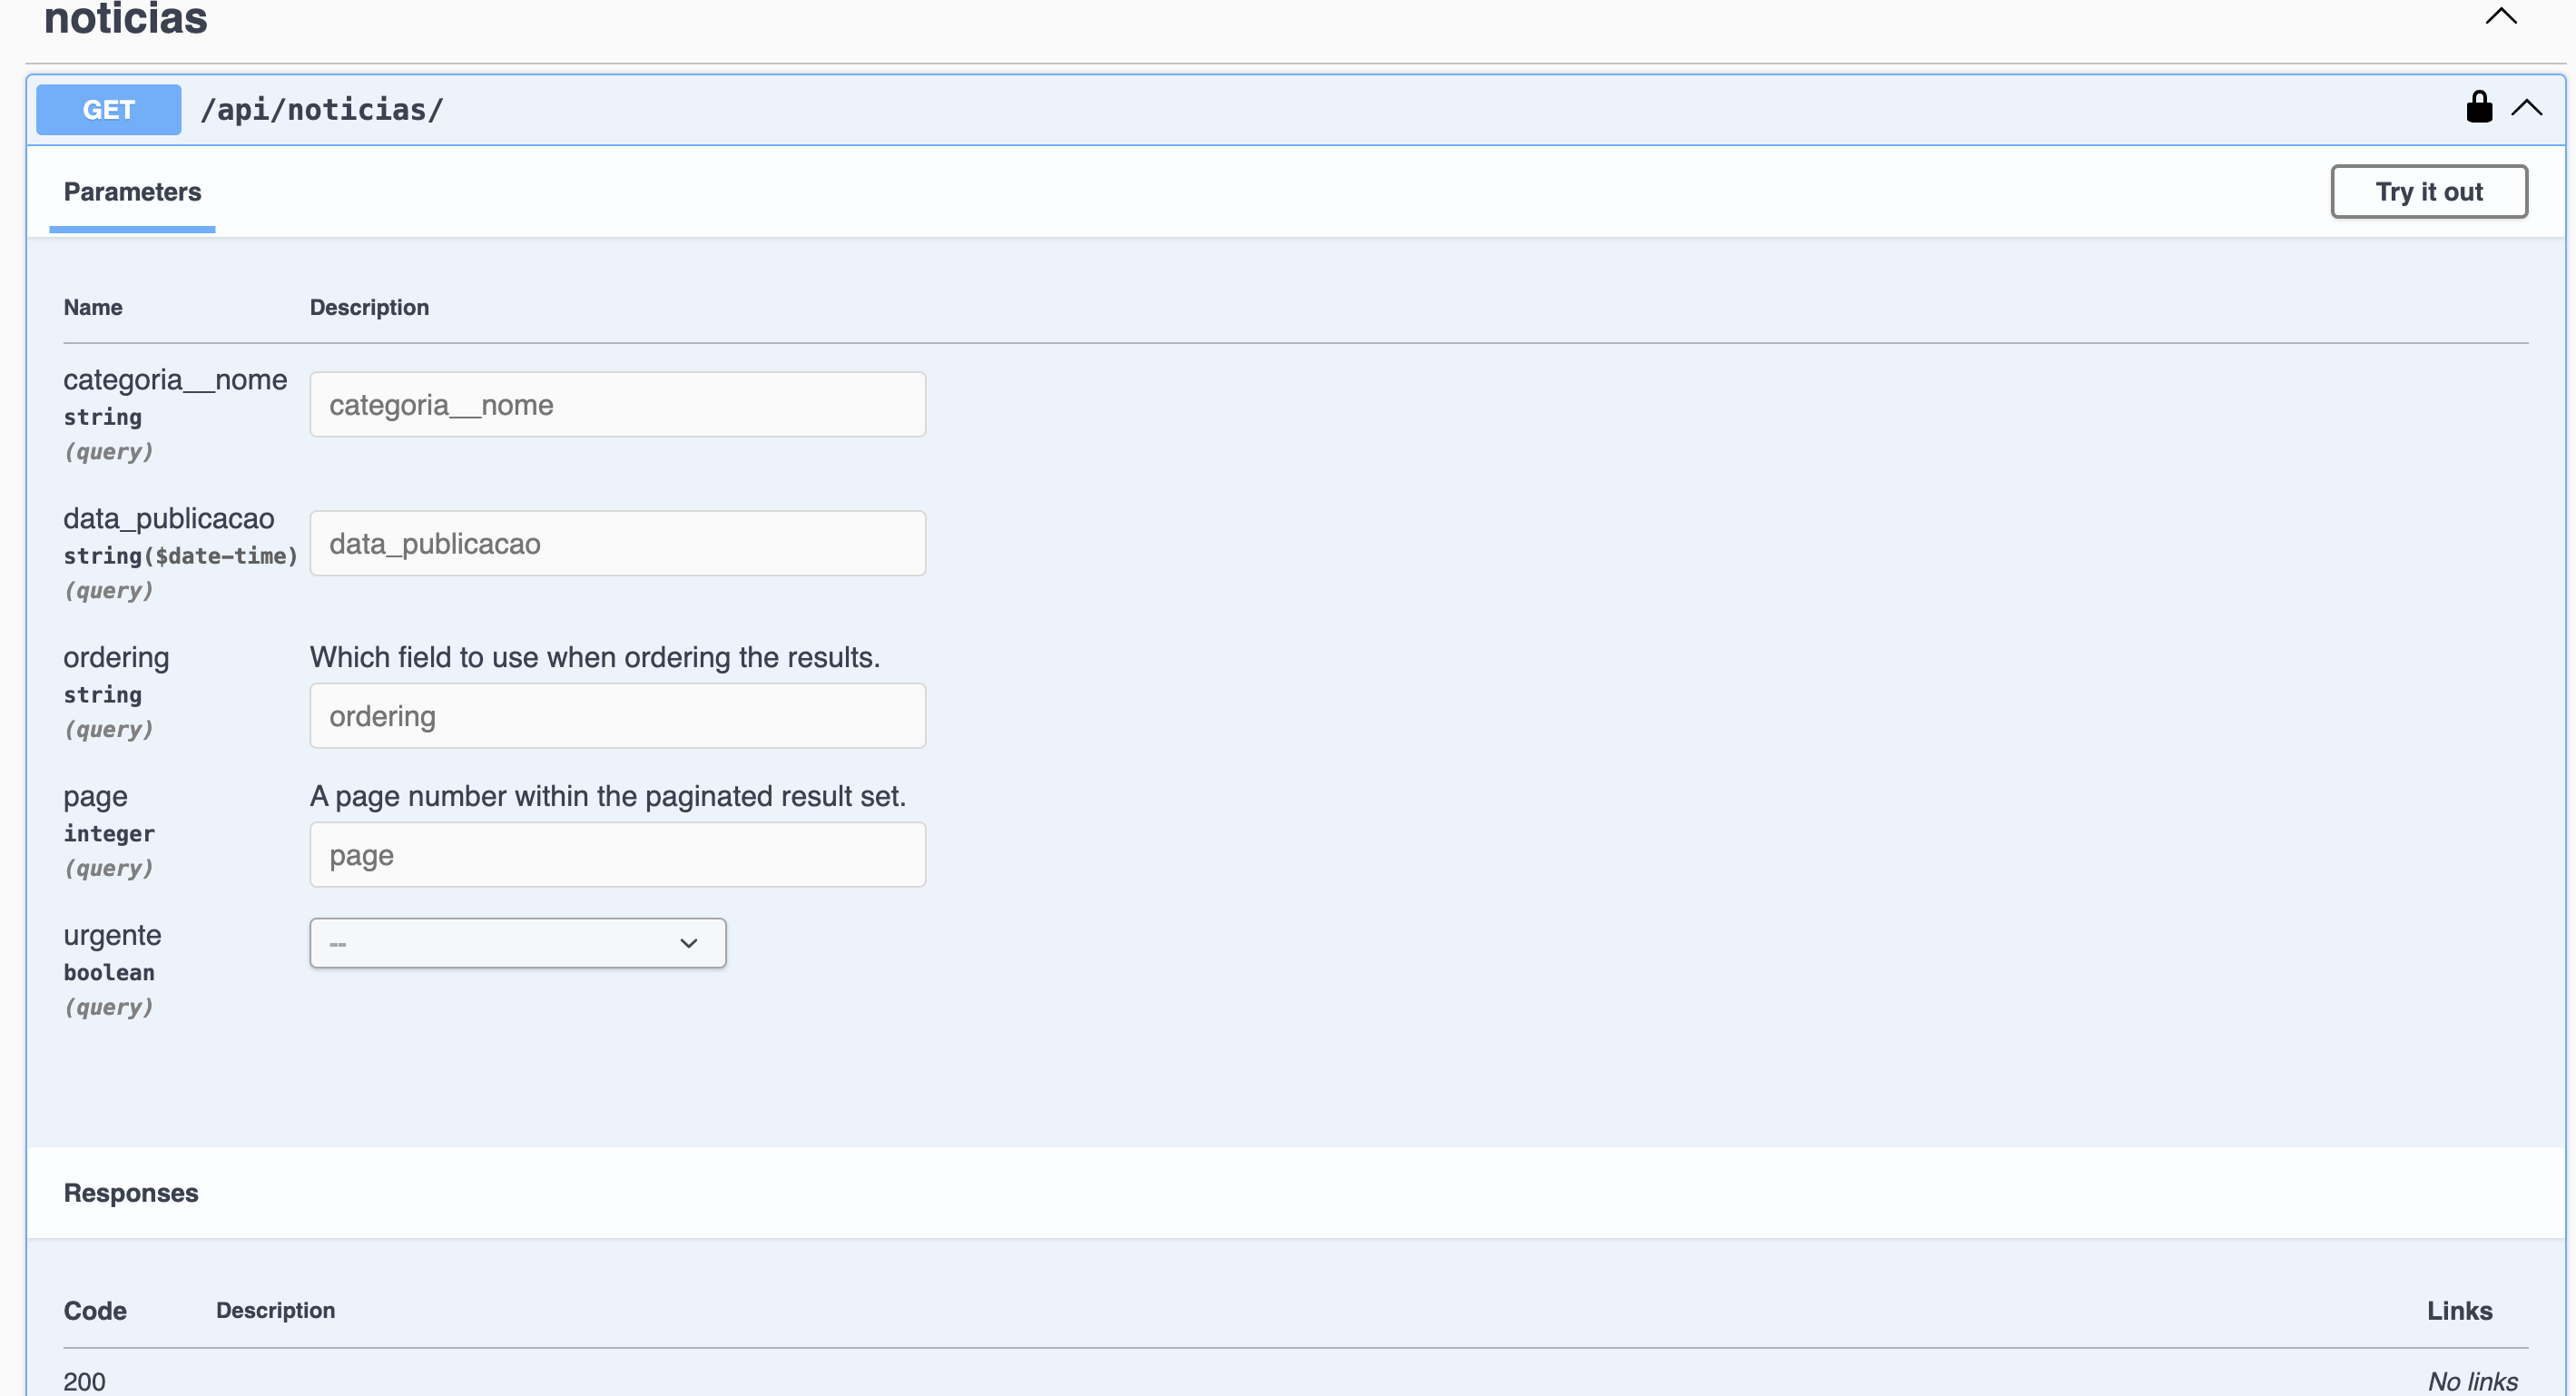 noticias
GET /api/noticias/
Parameters
Try it out
Name Description
categoria__nome
string
(query)
categoria__nome
data_publicacao
string($date-time)
(query)
data_publicacao
ordering
string
(query)
Which field to use when ordering the results.
ordering
page
integer
(query)
A page number within the paginated result set.
page
urgente
boolean
(query)
--
Responses
Code Description Links
200 No links